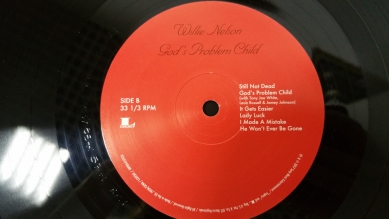 Willie Nelson
God's Problem Child
SIDE B
33 1/3 RPM
Still Not Dead
God's Problem Child
(with Tony Joe White,
Leon Russell & Jamey Johnson)
It Gets Easier
Lady Luck
I Made A Mistake
He Won't Ever Be Gone